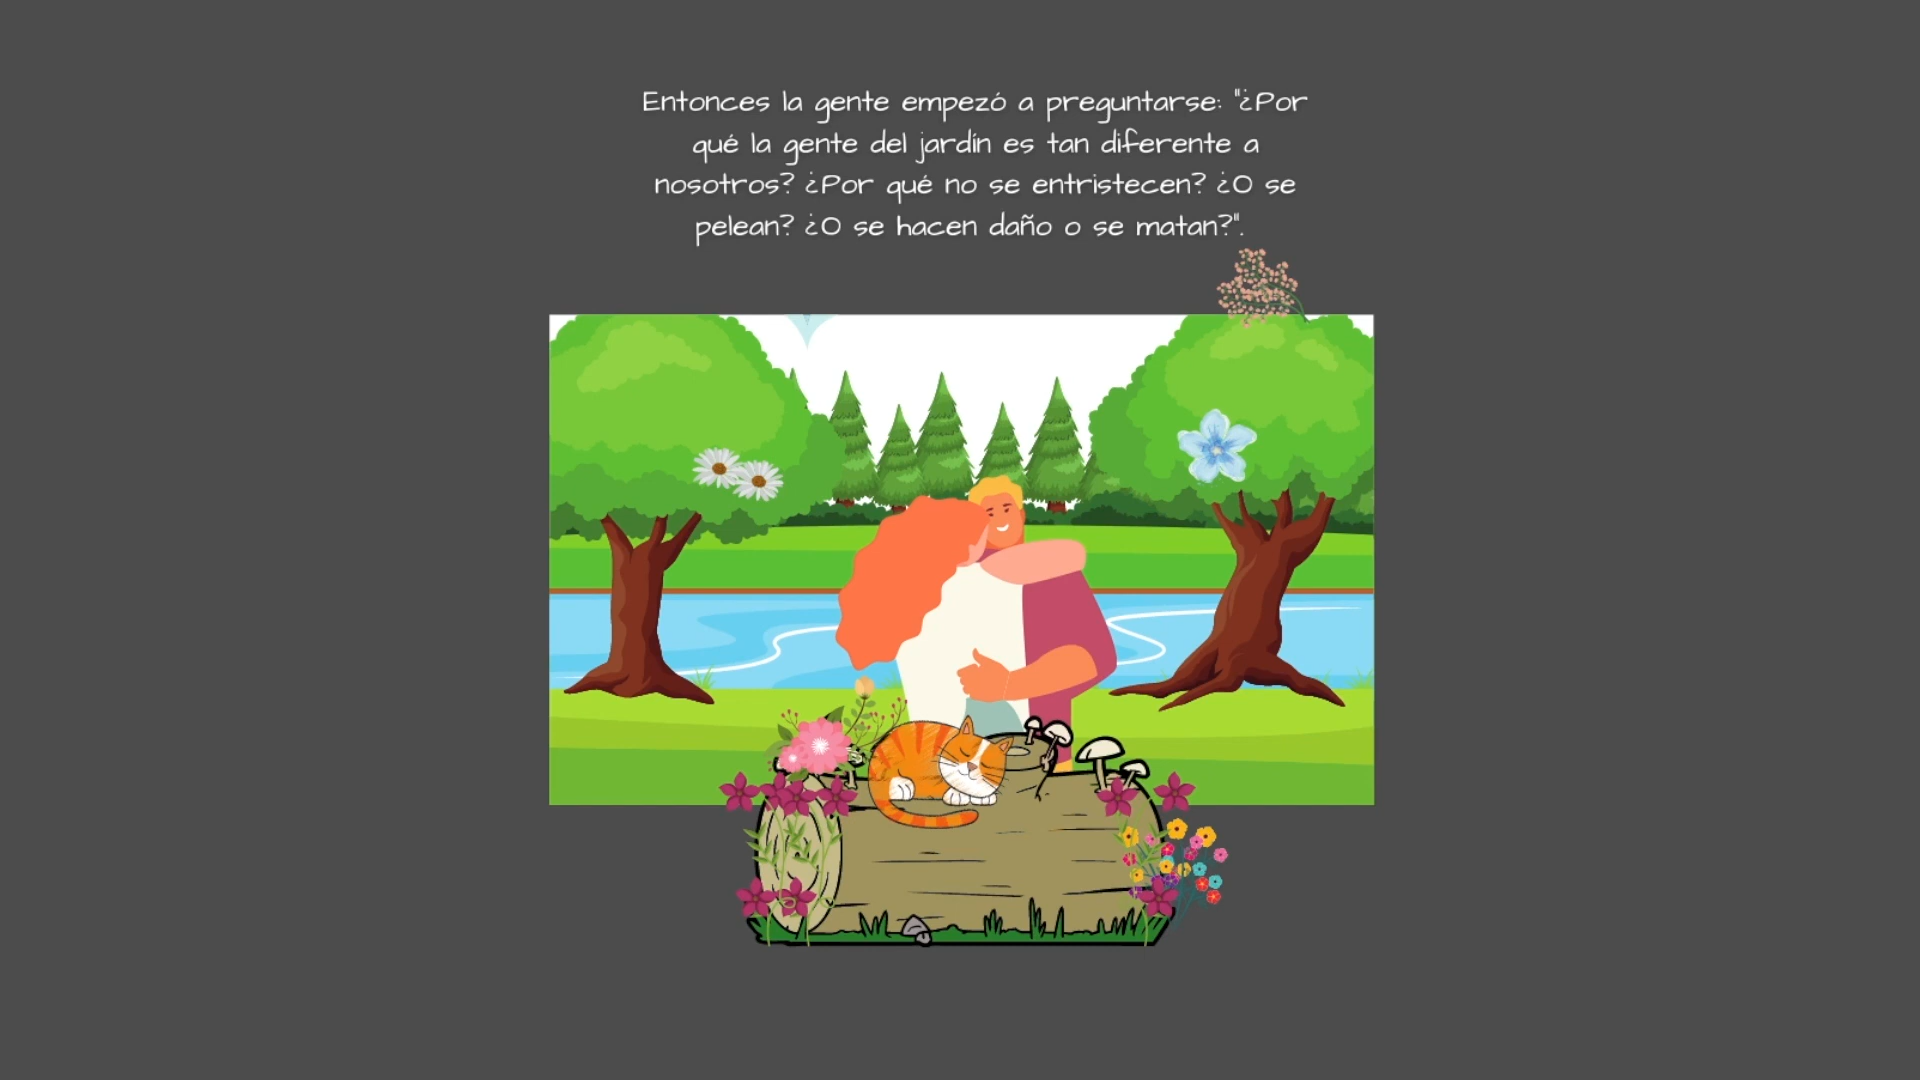 Entonces la gente empezó a preguntarse: "¿Por
qué la gente del jardín es tan diferente a
nosotros? ¿Por qué no se entristecen? ¿O se
pelean? ¿O se hacen daño o se matan?".